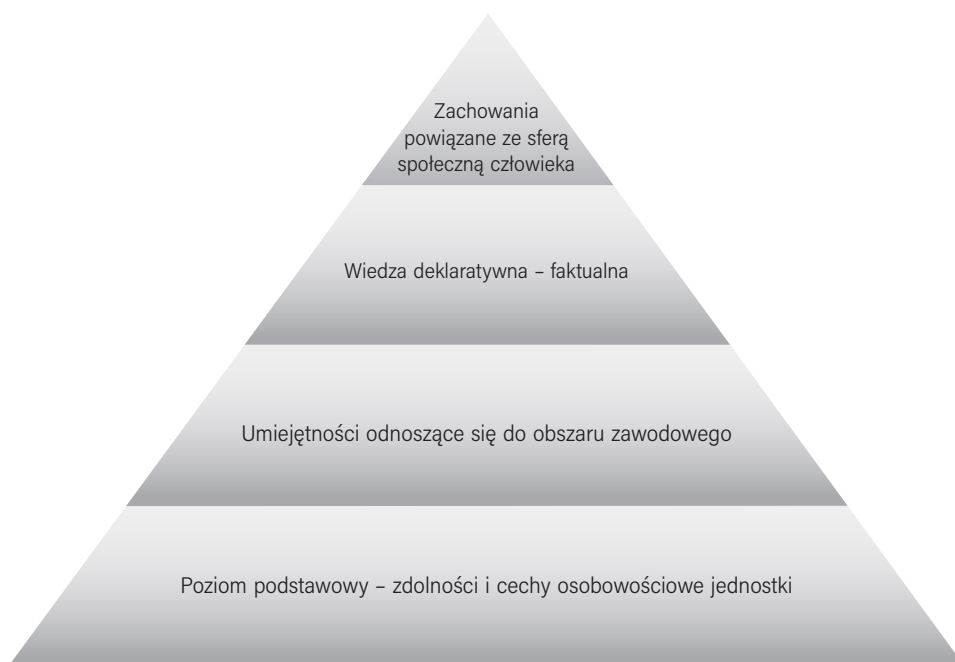 Zachowania
powiązane ze sferą
społeczną człowieka
Wiedza deklaratywna – faktualna
Umiejętności odnoszące się do obszaru zawodowego
Poziom podstawowy – zdolności i cechy osobowościowe jednostki